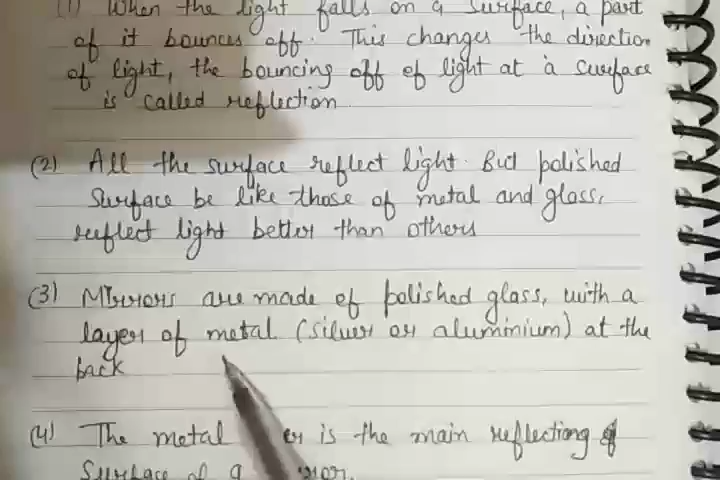 (1) When the light falls on a surface, a part
of it bounces off. This changes the direction
of light, the bouncing off of light at a surface
is called reflection
(2) All the surface reflect light. But polished
surface be like those of metal and glass,
reflect light better than others
(3) Mirrors are made of polished glass, with a
layer of metal (silver or aluminium) at the
back
(4) The metal er is the main reflecting
surface of a